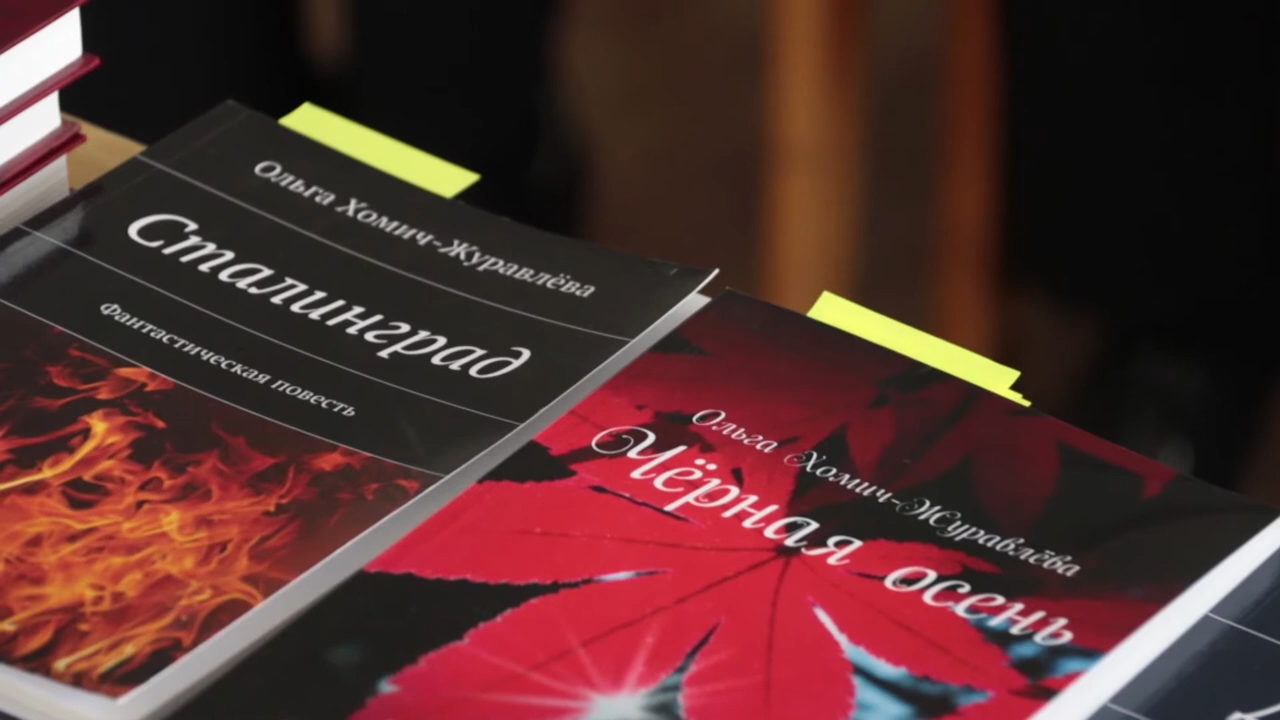 Ольга Хомич-Журавлёва
Сталинград
Фантастическая повесть
Ольга Хомич-Журавлёва
Чёрная осень